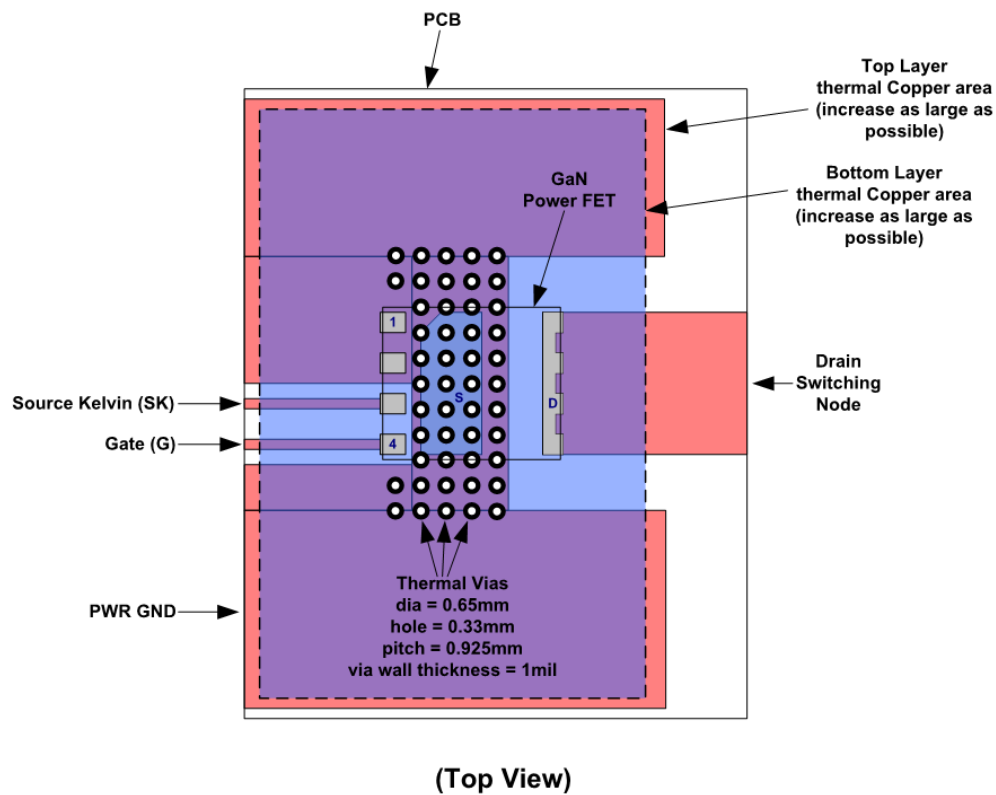 PCB
Top Layer
thermal Copper area
(increase as large as
possible)
GaN
Power FET
Bottom Layer
thermal Copper area
(increase as large as
possible)
1
Source Kelvin (SK)
S
D
Drain
Switching
Node
Gate (G)
4
Thermal Vias
dia = 0.65mm
hole = 0.33mm
pitch = 0.925mm
via wall thickness = 1mil
PWR GND
(Top View)